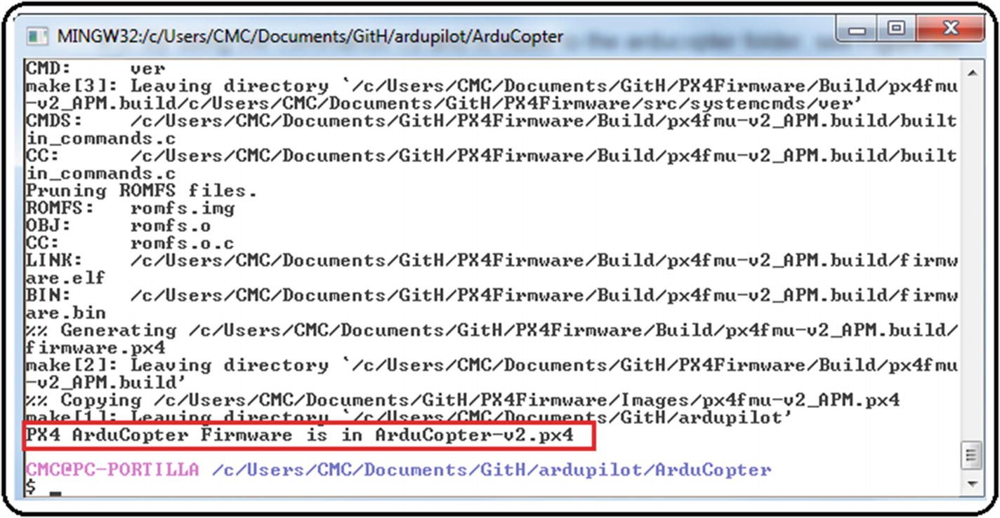 MINGW32:/c/Users/CMC/Documents/GitH/ardupilot/ArduCopter
CMD:     ver
make[3]: Leaving directory `/c/Users/CMC/Documents/GitH/PX4Firmware/Build/px4fmu
-v2_APM.build/c/Users/CMC/Documents/GitH/PX4Firmware/src/systemcmds/ver'
CMDS:    /c/Users/CMC/Documents/GitH/PX4Firmware/Build/px4fmu-v2_APM.build/built
in_commands.c
CC:      /c/Users/CMC/Documents/GitH/PX4Firmware/Build/px4fmu-v2_APM.build/built
in_commands.c
Pruning ROMFS files.
ROMFS:   romfs.img
OBJ:     romfs.o
CC:      romfs.o.c
LINK:    /c/Users/CMC/Documents/GitH/PX4Firmware/Build/px4fmu-v2_APM.build/firmw
are.elf
BIN:     /c/Users/CMC/Documents/GitH/PX4Firmware/Build/px4fmu-v2_APM.build/firmw
are.bin
%% Generating /c/Users/CMC/Documents/GitH/PX4Firmware/Build/px4fmu-v2_APM.build/
firmware.px4
make[2]: Leaving directory `/c/Users/CMC/Documents/GitH/PX4Firmware/Build/px4fmu
-v2_APM.build'
%% Copying /c/Users/CMC/Documents/GitH/PX4Firmware/Images/px4fmu-v2_APM.px4
make[1]: Leaving directory `/c/Users/CMC/Documents/GitH/ardupilot'
PX4 ArduCopter Firmware is in ArduCopter-v2.px4
CMC@PC-PORTILLA /c/Users/CMC/Documents/GitH/ardupilot/ArduCopter
$ _